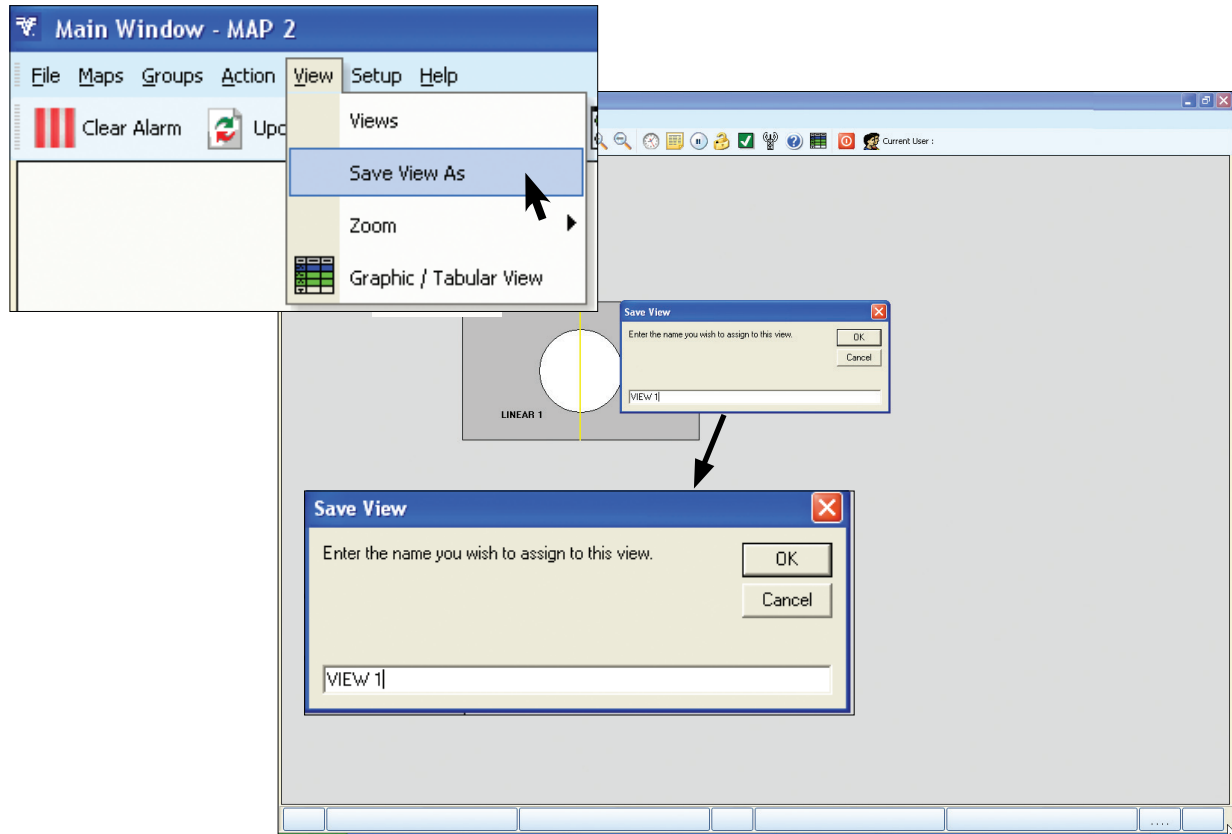 Main Window - MAP 2
File Maps Groups Action View Setup Help
Clear Alarm
Views
Save View As
Zoom
Graphic / Tabular View
Current User :
Save View
Enter the name you wish to assign to this view.
OK
Cancel
VIEW 1
LINEAR 1
Save View
Enter the name you wish to assign to this view.
OK
Cancel
VIEW 1
....